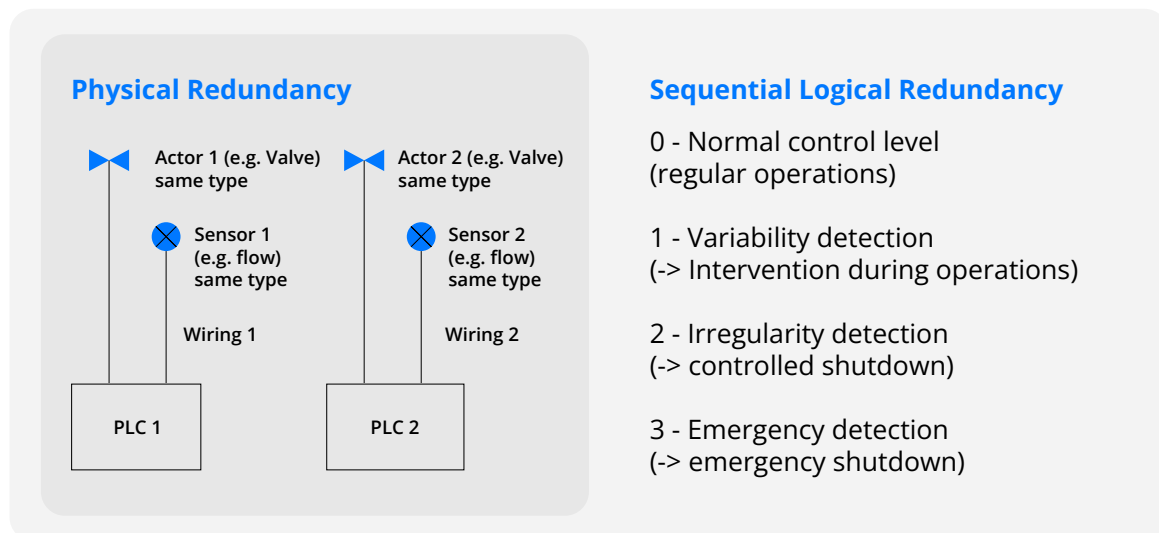 Physical Redundancy
Actor 1 (e.g. Valve)
same type
Actor 2 (e.g. Valve)
same type
Sensor 1
(e.g. flow)
same type
Sensor 2
(e.g. flow)
same type
Wiring 1
Wiring 2
PLC 1
PLC 2
Sequential Logical Redundancy
0 - Normal control level
(regular operations)
1 - Variability detection
(-> Intervention during operations)
2 - Irregularity detection
(-> controlled shutdown)
3 - Emergency detection
(-> emergency shutdown)